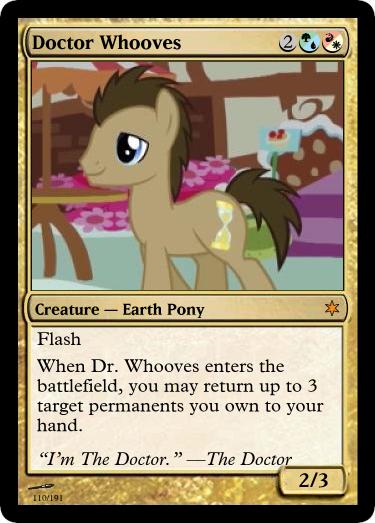 Doctor Whooves 2
Creature — Earth Pony
Flash
When Dr. Whooves enters the
battlefield, you may return up to 3
target permanents you own to your
hand.
“I'm The Doctor.” —The Doctor
2/3
110/191